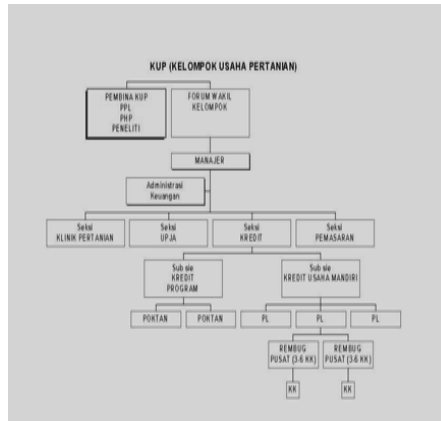 KUP (KELOMPOK USAHA PERTANIAN)
PEMBINA KUP
PPL
PHP
PENELITI
FORUM WAKIL
KELOMPOK
MANAJER
Administrasi
Keuangan
Seksi
KLINIK PERTANIAN
Seksi
UPJA
Seksi
KREDIT
Seksi
PEMASARAN
Sub sie
KREDIT
PROGRAM
Sub sie
KREDIT USAHA MANDIRI
POKTAN
POKTAN
PL
PL
PL
REMBUG
PUSAT (3-6 KK)
REMBUG
PUSAT (3-6 KK)
KK
KK